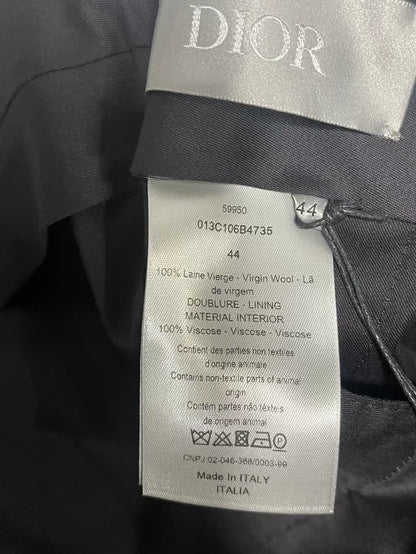 DIOR
59950
013C106B4735
44
44
100% Laine Vierge - Virgin Wool - Lã
de virgem
DOUBLURE - LINING
MATERIAL INTERIOR
100% Viscose - Viscose - Viscose
Contient des parties non textiles
d'origine animale
Contains non-textile parts of animal
origin
Contém partes não têxteis
de origem animal
CNPJ 02-046-368/0003-99
Made In ITALY
ITALIA